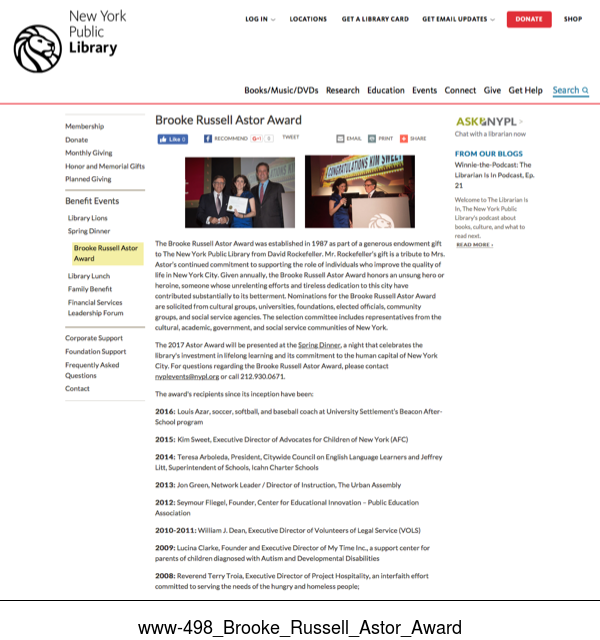 New York
Public
Library
LOG IN
LOCATIONS
GET A LIBRARY CARD
GET EMAIL UPDATES
DONATE
SHOP
Books/Music/DVDs
Research
Education
Events
Connect
Give
Get Help
Search
Membership
Donate
Monthly Giving
Honor and Memorial Gifts
Planned Giving
Benefit Events
Library Lions
Spring Dinner
Brooke Russell Astor
Award
Library Lunch
Family Benefit
Financial Services
Leadership Forum
Corporate Support
Foundation Support
Frequently Asked
Questions
Contact
Brooke Russell Astor Award
Like 0
RECOMMEND
G+1
0
TWEET
EMAIL
PRINT
SHARE
CONGRATULATIONS KIM SWEET
The Brooke Russell Astor Award was established in 1987 as part of a generous endowment gift
to The New York Public Library from David Rockefeller. Mr. Rockefeller's gift is a tribute to Mrs.
Astor's continued commitment to supporting the role of individuals who improve the quality of
life in New York City. Given annually, the Brooke Russell Astor Award honors an unsung hero or
heroine, someone whose unrelenting efforts and tireless dedication to this city have
contributed substantially to its betterment. Nominations for the Brooke Russell Astor Award
are solicited from cultural groups, universities, foundations, elected officials, community
groups, and social service agencies. The selection committee includes representatives from the
cultural, academic, government, and social service communities of New York.
The 2017 Astor Award will be presented at the Spring Dinner, a night that celebrates the
library's investment in lifelong learning and its commitment to the human capital of New York
City. For questions regarding the Brooke Russell Astor Award, please contact
nyplevents@nypl.org or call 212.930.0671.
The award's recipients since its inception have been:
2016: Louis Azar, soccer, softball, and baseball coach at University Settlement's Beacon After-
School program
2015: Kim Sweet, Executive Director of Advocates for Children of New York (AFC)
2014: Teresa Arboleda, President, Citywide Council on English Language Learners and Jeffrey
Litt, Superintendent of Schools, Icahn Charter Schools
2013: Jon Green, Network Leader / Director of Instruction, The Urban Assembly
2012: Seymour Fliegel, Founder, Center for Educational Innovation – Public Education
Association
2010-2011: William J. Dean, Executive Director of Volunteers of Legal Service (VOLS)
2009: Lucina Clarke, Founder and Executive Director of My Time Inc., a support center for
parents of children diagnosed with Autism and Developmental Disabilities
2008: Reverend Terry Troia, Executive Director of Project Hospitality, an interfaith effort
committed to serving the needs of the hungry and homeless people;
ASK NYPL >
Chat with a librarian now
FROM OUR BLOGS
Winnie-the-Podcast: The
Librarian Is In Podcast, Ep.
21
Welcome to The Librarian Is
In, The New York Public
Library's podcast about
books, culture, and what to
read next.
READ MORE ›
www-498_Brooke_Russell_Astor_Award